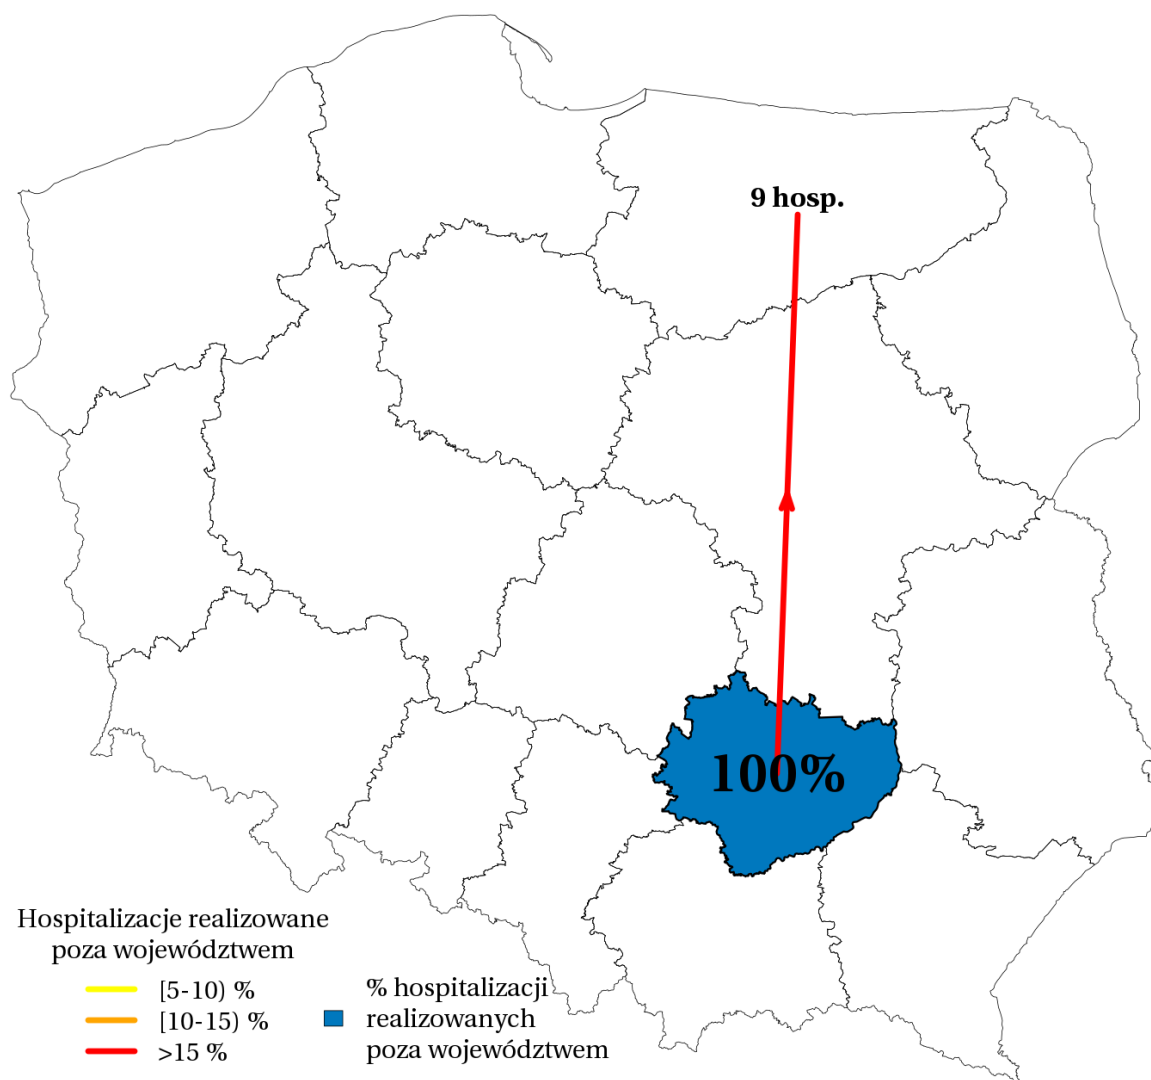 9 hosp.
100%
Hospitalizacje realizowane
poza województwem
[5-10) %
[10-15) %
>15 %
% hospitalizacji
realizowanych
poza województwem